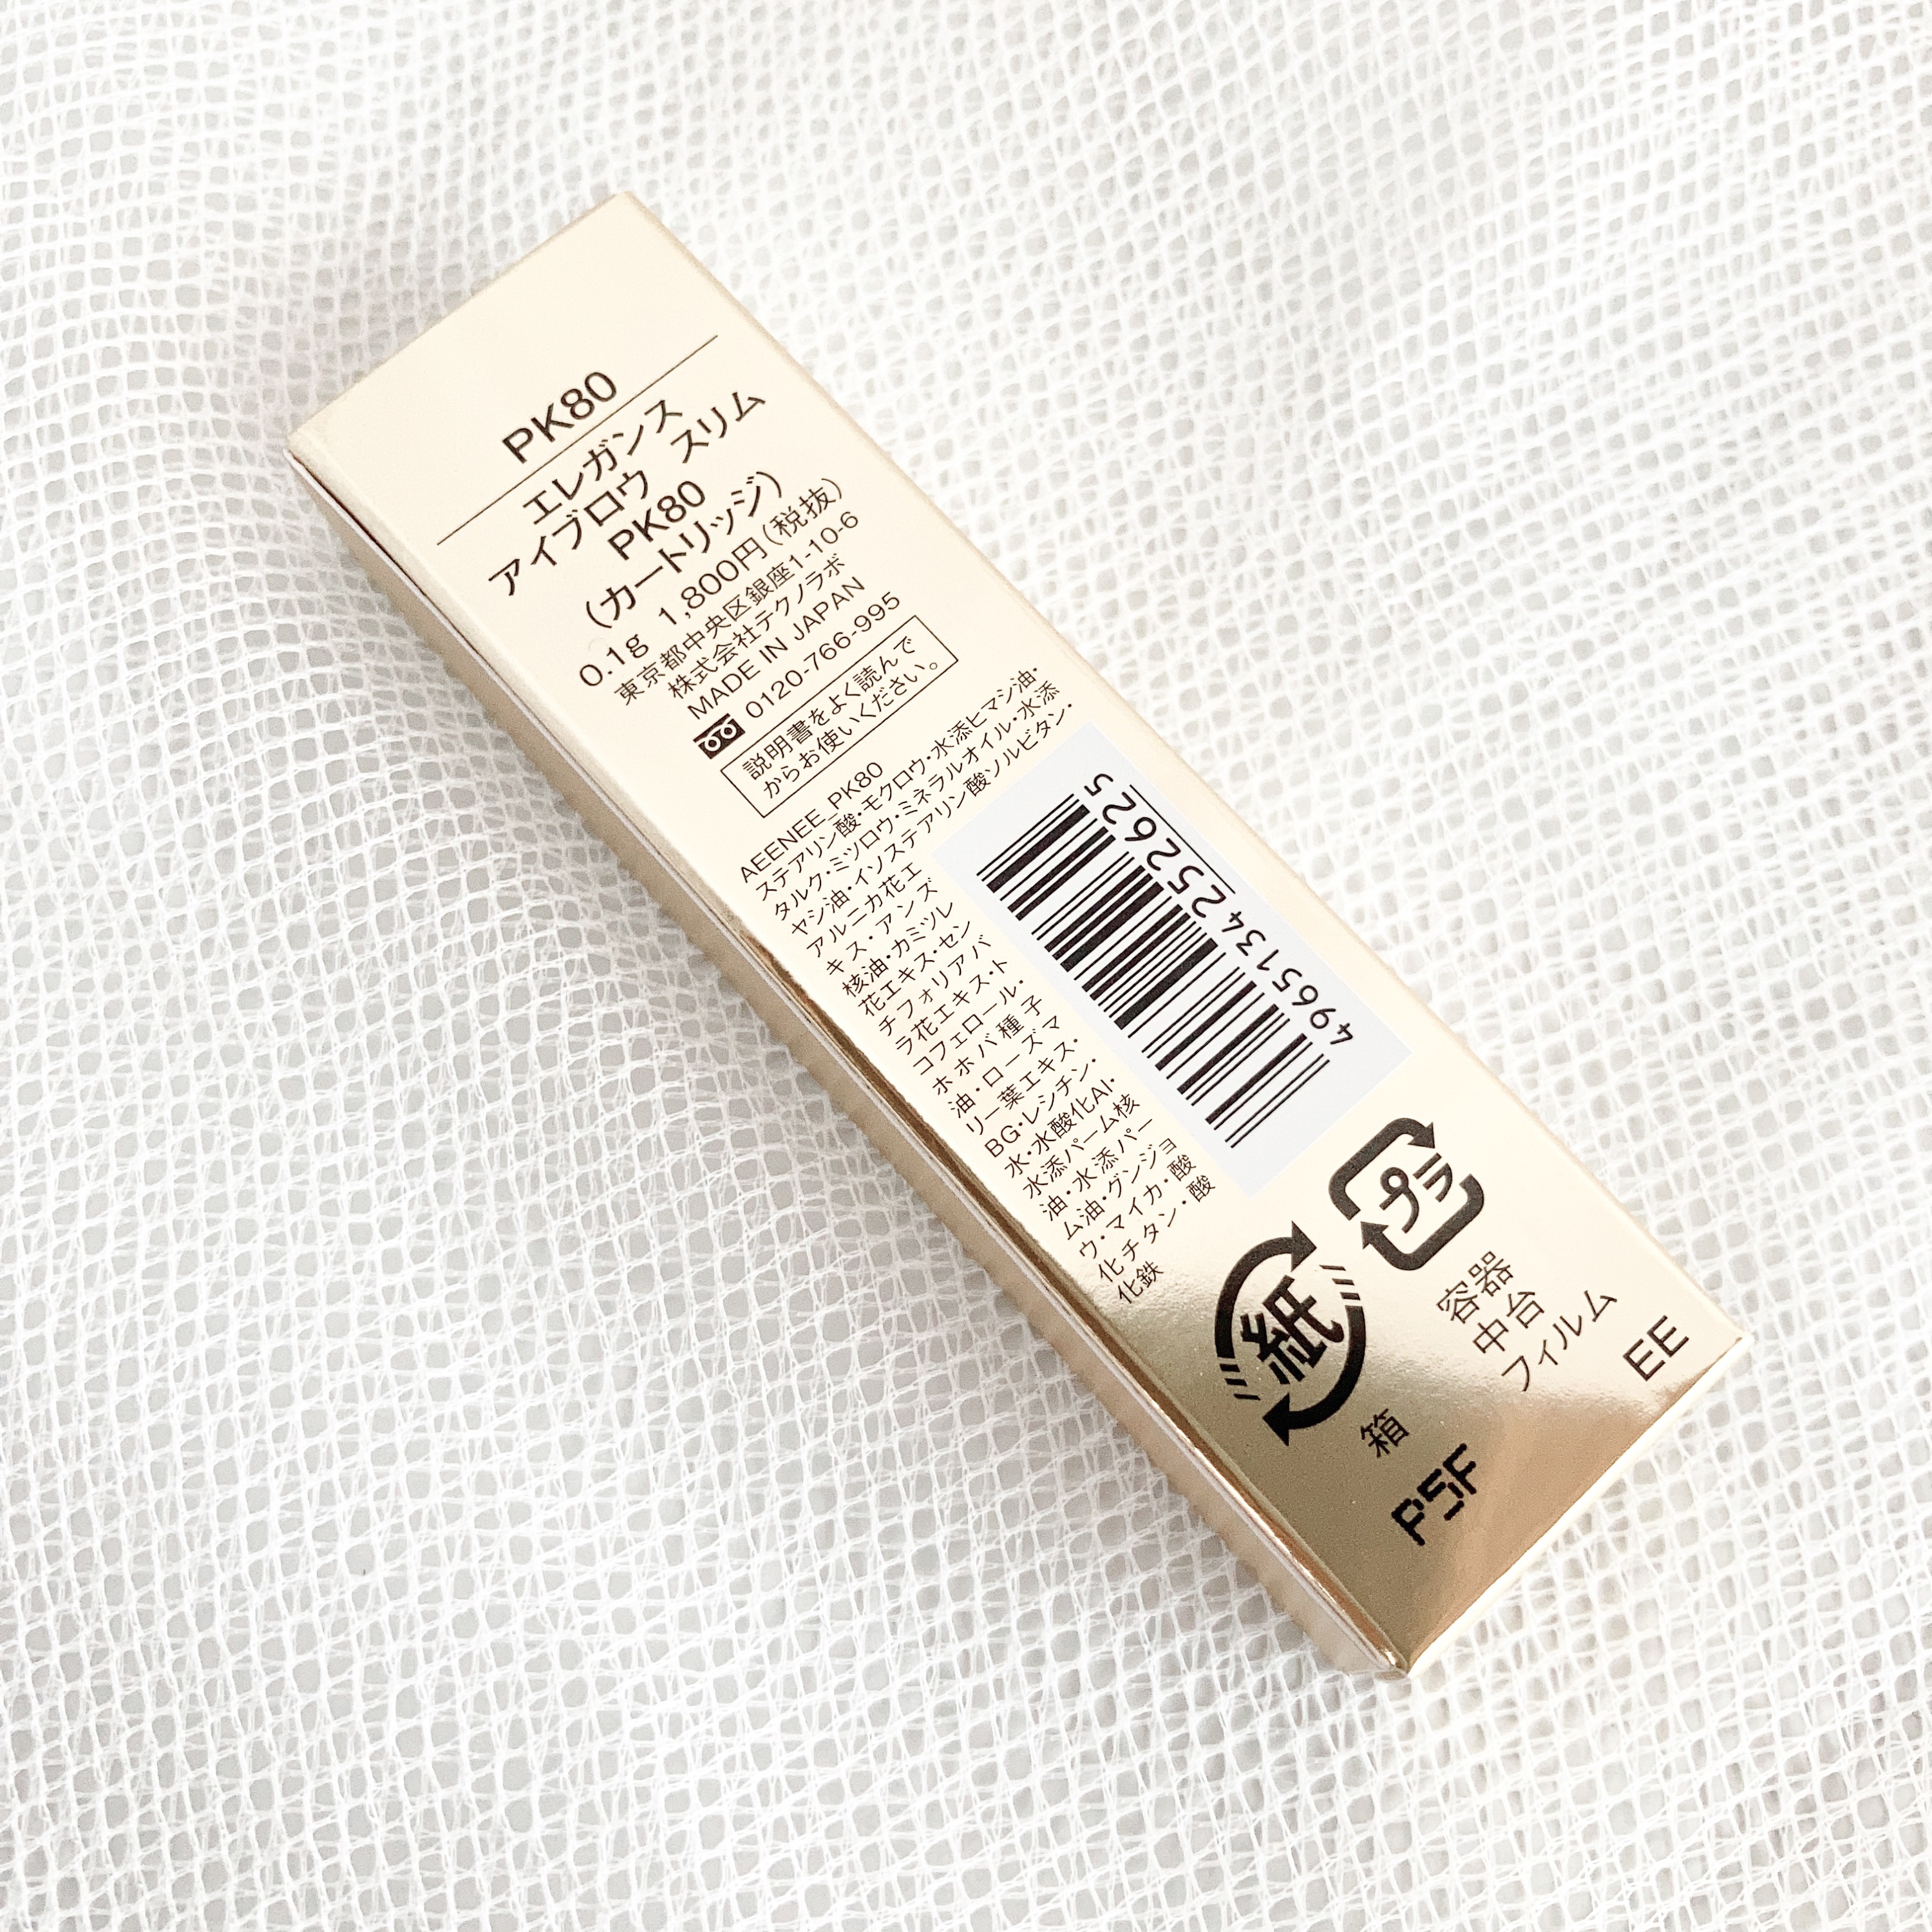 PK80
エレガンス
アイブロウ スリム
PK80
(カートリッジ)
0.1g 1,800円(税抜)
東京都中央区銀座1-10-6
株式会社テクノラボ
MADE IN JAPAN
0120-766-995
説明書をよく読んで
からお使いください。
AEENEE_PK80
ステアリン酸・モクロウ・水添ヒマシ油・
タルク・ミツロウ・ミネラルオイル・水添
ヤシ油・イソステアリン酸ソルビタン・
アルニカ花エ
キス・アンズ
核油・カミツレ
花エキス・セン
チフォリアバ
ラ花エキス・ト
コフェロール・
ホホバ種子
油・ローズマ
リー葉エキス・
BG・レシチン・
水・水酸化Al・
水添パーム核
油・水添パー
ム油・グンジョ
ウ・マイカ・酸
化チタン・酸
化鉄
4965134252625
紙
箱
プラ
容器
中台
フィルム
PSF
EE